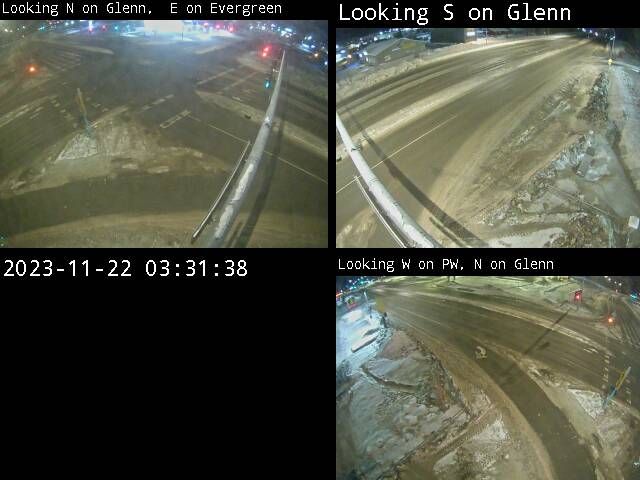 Looking N on Glenn,  E on Evergreen
Looking S on Glenn
2023-11-22 03:31:38
Looking W on PW, N on Glenn